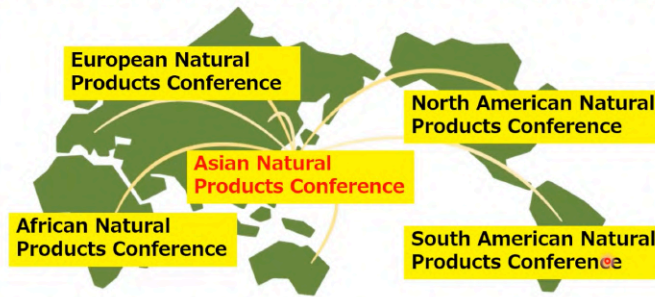 European Natural
Products Conference
North American Natural
Products Conference
Asian Natural
Products Conference
African Natural
Products Conference
South American Natural
Products Conference